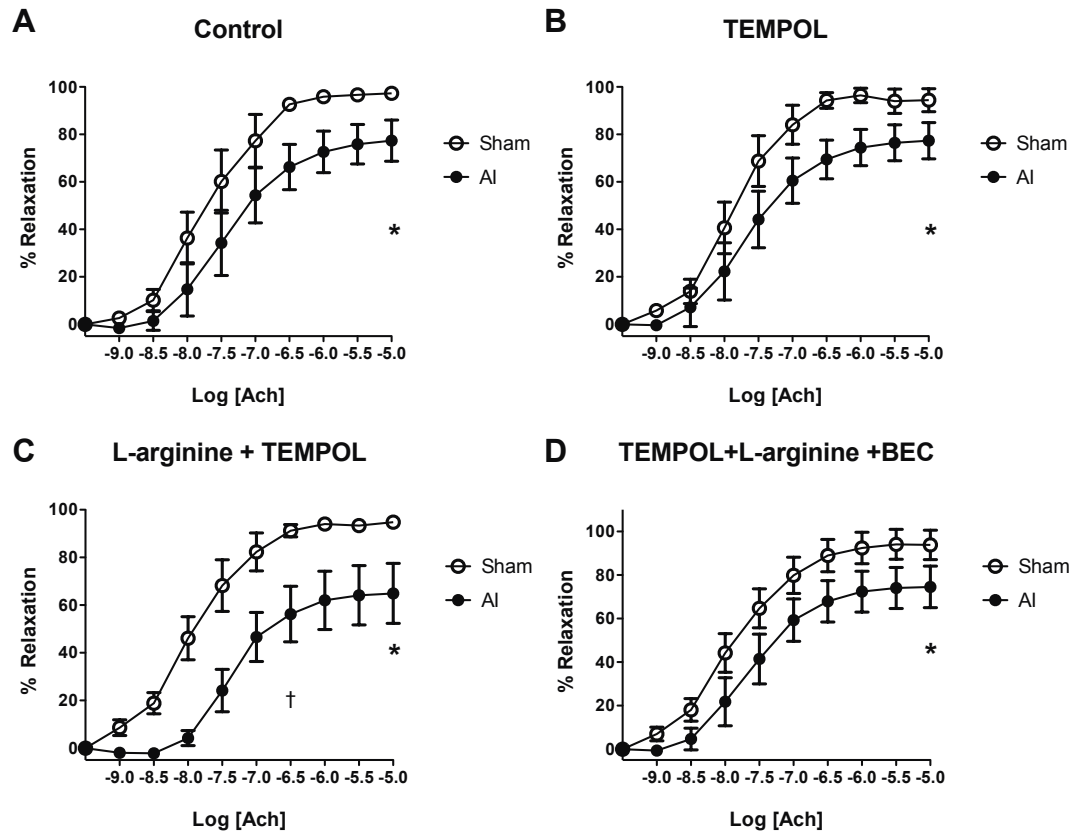 A
Control
% Relaxation
100
80
60
40
20
0
-9.0 -8.5 -8.0 -7.5 -7.0 -6.5 -6.0 -5.5 -5.0
Log [Ach]
Sham
AI
*
B
TEMPOL
% Relaxation
100
80
60
40
20
0
-9.0 -8.5 -8.0 -7.5 -7.0 -6.5 -6.0 -5.5 -5.0
Log [Ach]
Sham
AI
*
C
L-arginine + TEMPOL
% Relaxation
100
80
60
40
20
0
-9.0 -8.5 -8.0 -7.5 -7.0 -6.5 -6.0 -5.5 -5.0
Log [Ach]
Sham
AI
*
†
D
TEMPOL+L-arginine +BEC
% Relaxation
100
80
60
40
20
0
-9.0 -8.5 -8.0 -7.5 -7.0 -6.5 -6.0 -5.5 -5.0
Log [Ach]
Sham
AI
*